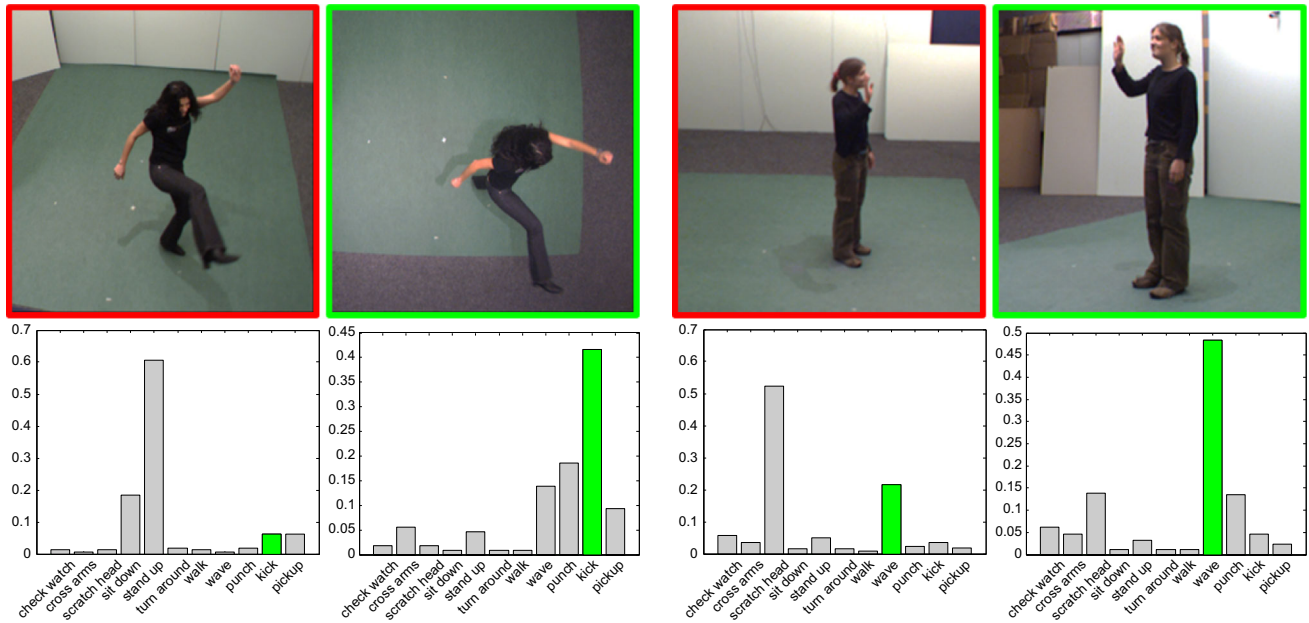 0.7
0.6
0.5
0.4
0.3
0.2
0.1
0
check watch
cross arms
scratch head
sit down
stand up
turn around
walk
wave
punch
kick
pickup
0.45
0.4
0.35
0.3
0.25
0.2
0.15
0.1
0.05
0
check watch
cross arms
scratch head
sit down
stand up
turn around
walk
wave
punch
kick
pickup
0.7
0.6
0.5
0.4
0.3
0.2
0.1
0
check watch
cross arms
scratch head
sit down
stand up
turn around
walk
wave
punch
kick
pickup
0.5
0.45
0.4
0.35
0.3
0.25
0.2
0.15
0.1
0.05
0
check watch
cross arms
scratch head
sit down
stand up
turn around
walk
wave
punch
kick
pickup